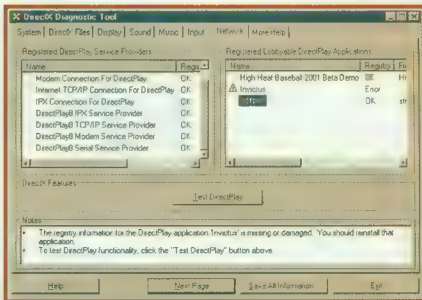 DirectX Diagnostic Tool
System DirectX Files Display Sound Music Input Network More Help
Registered DirectPlay Service Providers
Name Regis
Modem Connection For DirectPlay OK
Internet TCP/IP Connection For DirectPlay OK
IPX Connection For DirectPlay OK
DirectPlay8 IPX Service Provider OK
DirectPlay8 TCP/IP Service Provider OK
DirectPlay8 Modem Service Provider OK
DirectPlay8 Serial Service Provider OK
Registered Lobbyable DirectPlay Applications
Name Registry
High Heat Baseball 2001 Beta Demo
Invictus Error
OK
DirectX Features
Test DirectPlay
Notes
The registry information for the DirectPlay application 'Invictus' is missing or damaged. You should reinstall that
application.
To test DirectPlay functionality, click the "Test DirectPlay" button above.
Help Next Page Save All Information Exit